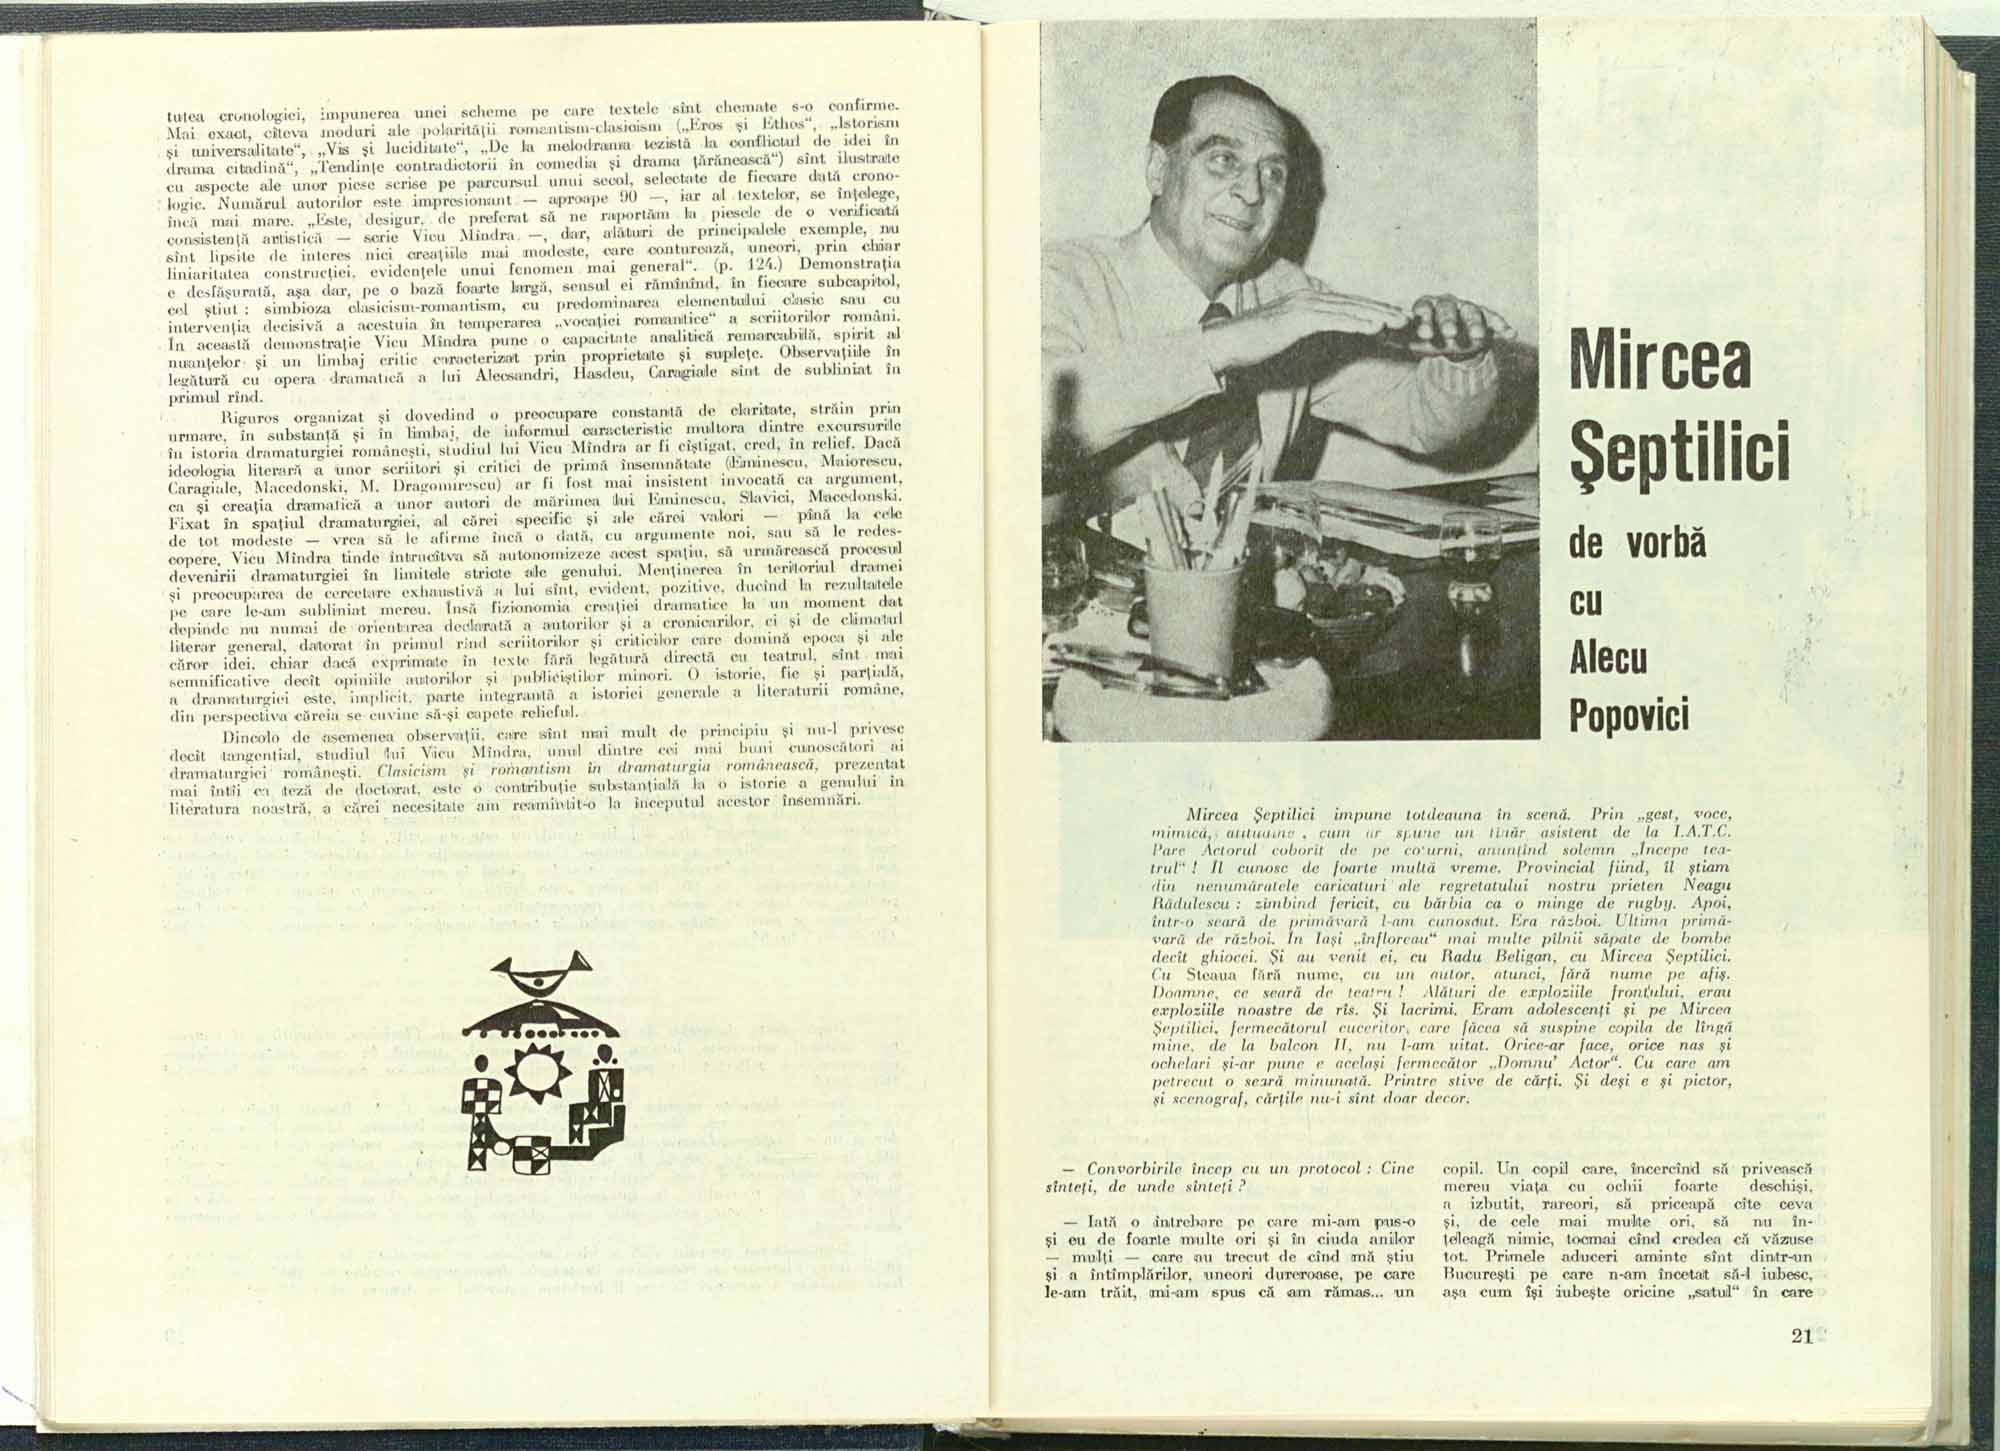 tutea cronologiei, impunerea unei scheme pe care textele sînt chemate s-o confirme.
Mai exact, cîteva moduri ale polarității romantism-clasicism („Eros și Ethos“, „Istorism
și universalitate“, „Vis și luciditate“, „De la melodrama tezistă la conflictul de idei în
drama citadină“, „Tendințe contradictorii în comedia și drama țărănească“) sînt ilustrate
cu aspecte ale unor piese scrise pe parcursul unui secol, selectate de fiecare dată crono-
logic. Numărul autorilor este impresionant — aproape 90 —, iar al textelor, se înțelege,
încă mai mare. „Este, desigur, de preferat să ne raportăm la piesele de o verificată
consistență artistică — scrie Vicu Mîndra —, dar, alături de principalele exemple, nu
sînt lipsite de interes nici creațiile mai modeste, care conturează, uneori, prin chiar
liniaritatea construcției, evidențele unui fenomen mai general“. (p. 124.) Demonstrația
e desfășurată, așa dar, pe o bază foarte largă, sensul ei rămînînd, în fiecare subcapitol,
cel știut : simbioza clasicism-romantism, cu predominarea elementului clasic sau cu
intervenția decisivă a acestuia în temperarea „vocației romantice“ a scriitorilor români.
În această demonstrație Vicu Mîndra pune o capacitate analitică remarcabilă, spirit al
nuanțelor și un limbaj critic caracterizat prin proprietate și suplețe. Observațiile în
legătură cu opera dramatică a lui Alecsandri, Hasdeu, Caragiale sînt de subliniat în
primul rînd.
Riguros organizat și dovedind o preocupare constantă de claritate, străin prin
urmare, în substanță și în limbaj, de informul caracteristic multora dintre excursurile
în istoria dramaturgiei românești, studiul lui Vicu Mîndra ar fi cîștigat, cred, în relief. Dacă
ideologia literară a unor scriitori și critici de primă însemnătate (Eminescu, Maiorescu,
Caragiale, Macedonski, M. Dragomirescu) ar fi fost mai insistent invocată ca argument,
ca și creația dramatică a unor autori de mărimea lui Eminescu, Slavici, Macedonski.
Fixat în spațiul dramaturgiei, al cărei specific și ale cărei valori — pînă la cele
de tot modeste — vrea să le afirme încă o dată, cu argumente noi, sau să le redes-
copere, Vicu Mîndra tinde întrucîtva să autonomizeze acest spațiu, să urmărească procesul
devenirii dramaturgiei în limitele stricte ale genului. Menținerea în teritoriul dramei
și preocuparea de cercetare exhaustivă a lui sînt, evident, pozitive, ducînd la rezultatele
pe care le-am subliniat mereu. Însă fizionomia creației dramatice la un moment dat
depinde nu numai de orientarea declarată a autorilor și a cronicarilor, ci și de climatul
literar general, datorat în primul rînd scriitorilor și criticilor care domină epoca și ale
căror idei, chiar dacă exprimate în texte fără legătură directă cu teatrul, sînt mai
semnificative decît opiniile autorilor și publiciștilor minori. O istorie, fie și parțială,
a dramaturgiei este, implicit, parte integrantă a istoriei generale a literaturii române,
din perspectiva căreia se cuvine să-și capete relieful.
Dincolo de asemenea observații, care sînt mai mult de principiu și nu-l privesc
decît tangențial, studiul lui Vicu Mîndra, unul dintre cei mai buni cunoscători ai
dramaturgiei românești. Clasicism și romantism în dramaturgia românească, prezentat
mai întîi ca teză de doctorat, este o contribuție substanțială la o istorie a genului în
literatura noastră, a cărei necesitate am reamintit-o la începutul acestor însemnări.
Mircea
Șeptilici
de vorbă
cu
Alecu
Popovici
Mircea Șeptilici impune totdeauna în scenă. Prin „gest, voce,
mimică, atitudine , cum ar spune un tînăr asistent de la I.A.T.C.
Pare Actorul coborît de pe coturni, anunțînd solemn „Începe tea-
trul“ ! Îl cunosc de foarte multă vreme. Provincial fiind, îl știam
din nenumăratele caricaturi ale regretatului nostru prieten Neagu
Rădulescu : zîmbind fericit, cu bărbia ca o minge de rugby. Apoi,
într-o seară de primăvară l-am cunoscut. Era război. Ultima primă-
vară de război. În Iași „înfloreau“ mai multe pîlnii săpate de bombe
decît ghiocei. Și au venit ei, cu Radu Beligan, cu Mircea Șeptilici.
Cu Steaua fără nume, cu un autor, atunci, fără nume pe afiș.
Doamne, ce seară de teatru ! Alături de exploziile frontului, erau
exploziile noastre de rîs. Și lacrimi. Eram adolescenți și pe Mircea
Șeptilici, fermecătorul cuceritor, care făcea să suspine copila de lîngă
mine, de la balcon II, nu l-am uitat. Orice-ar face, orice nas și
ochelari și-ar pune e același fermecător „Domnu' Actor“. Cu care am
petrecut o seară minunată. Printre stive de cărți. Și deși e și pictor,
și scenograf, cărțile nu-i sînt doar decor.
— Convorbirile încep cu un protocol : Cine
sînteți, de unde sînteți ?
— Iată o întrebare pe care mi-am pus-o
și eu de foarte multe ori și în ciuda anilor
— mulți — care au trecut de cînd mă știu
și a întîmplărilor, uneori dureroase, pe care
le-am trăit, mi-am spus că am rămas... un
copil. Un copil care, încercînd să privească
mereu viața cu ochii foarte deschiși,
a izbutit, rareori, să priceapă cîte ceva
și, de cele mai multe ori, să nu în-
țeleagă nimic, tocmai cînd credea că văzuse
tot. Primele aduceri aminte sînt dintr-un
București pe care n-am încetat să-l iubesc,
așa cum își iubește oricine „satul“ în care
21